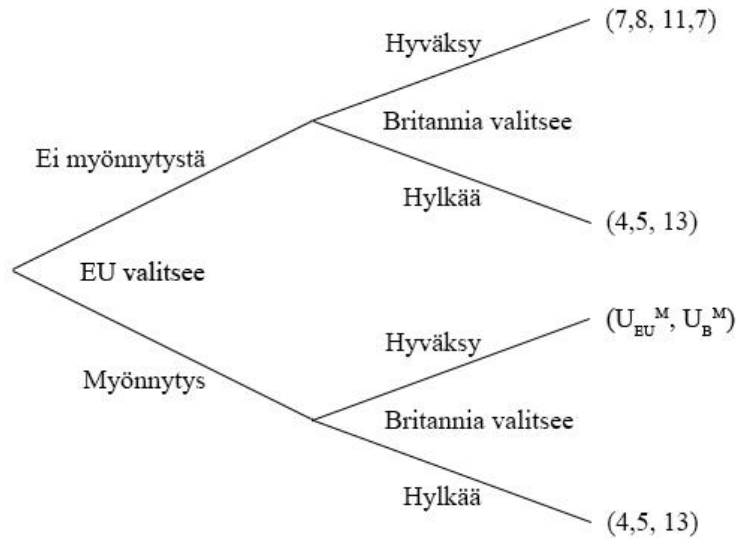 (7,8, 11,7)
Hyväksy
Britannia valitsee
Ei myönnytystä
Hylkää
(4,5, 13)
EU valitsee
(U_EU^M, U_B^M)
Hyväksy
Myönnytys
Britannia valitsee
Hylkää
(4,5, 13)